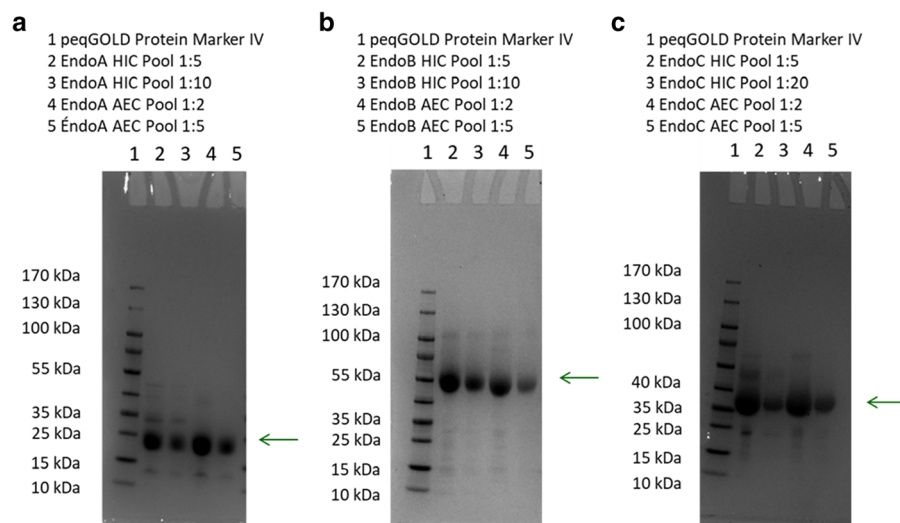 a
1 peqGOLD Protein Marker IV
2 EndoA HIC Pool 1:5
3 EndoA HIC Pool 1:10
4 EndoA AEC Pool 1:2
5 ÉndoA AEC Pool 1:5
1 2 3 4 5
170 kDa
130 kDa
100 kDa
55 kDa
35 kDa
25 kDa
15 kDa
10 kDa
b
1 peqGOLD Protein Marker IV
2 EndoB HIC Pool 1:5
3 EndoB HIC Pool 1:10
4 EndoB AEC Pool 1:2
5 EndoB AEC Pool 1:5
1 2 3 4 5
170 kDa
130 kDa
100 kDa
55 kDa
35 kDa
25 kDa
15 kDa
10 kDa
c
1 peqGOLD Protein Marker IV
2 EndoC HIC Pool 1:5
3 EndoC HIC Pool 1:20
4 EndoC AEC Pool 1:2
5 EndoC AEC Pool 1:5
1 2 3 4 5
170 kDa
130 kDa
100 kDa
40 kDa
35 kDa
25 kDa
15 kDa
10 kDa